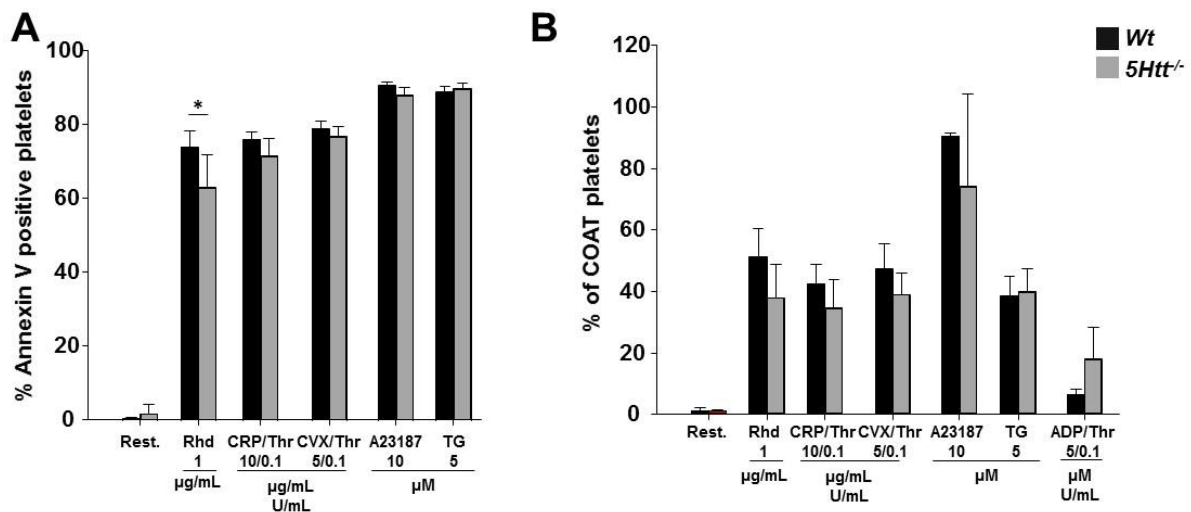 A
% Annexin V positive platelets
100
80
60
40
20
0
*
Rest. Rhd CRP/Thr CVX/Thr A23187 TG
1 10/0.1 5/0.1 10 5
µg/mL µg/mL µM
U/mL
B
Wt
5Htt-/-
% of COAT platelets
120
100
80
60
40
20
0
Rest. Rhd CRP/Thr CVX/Thr A23187 TG ADP/Thr
1 10/0.1 5/0.1 10 5 5/0.1
µg/mL µg/mL µM µM
U/mL U/mL